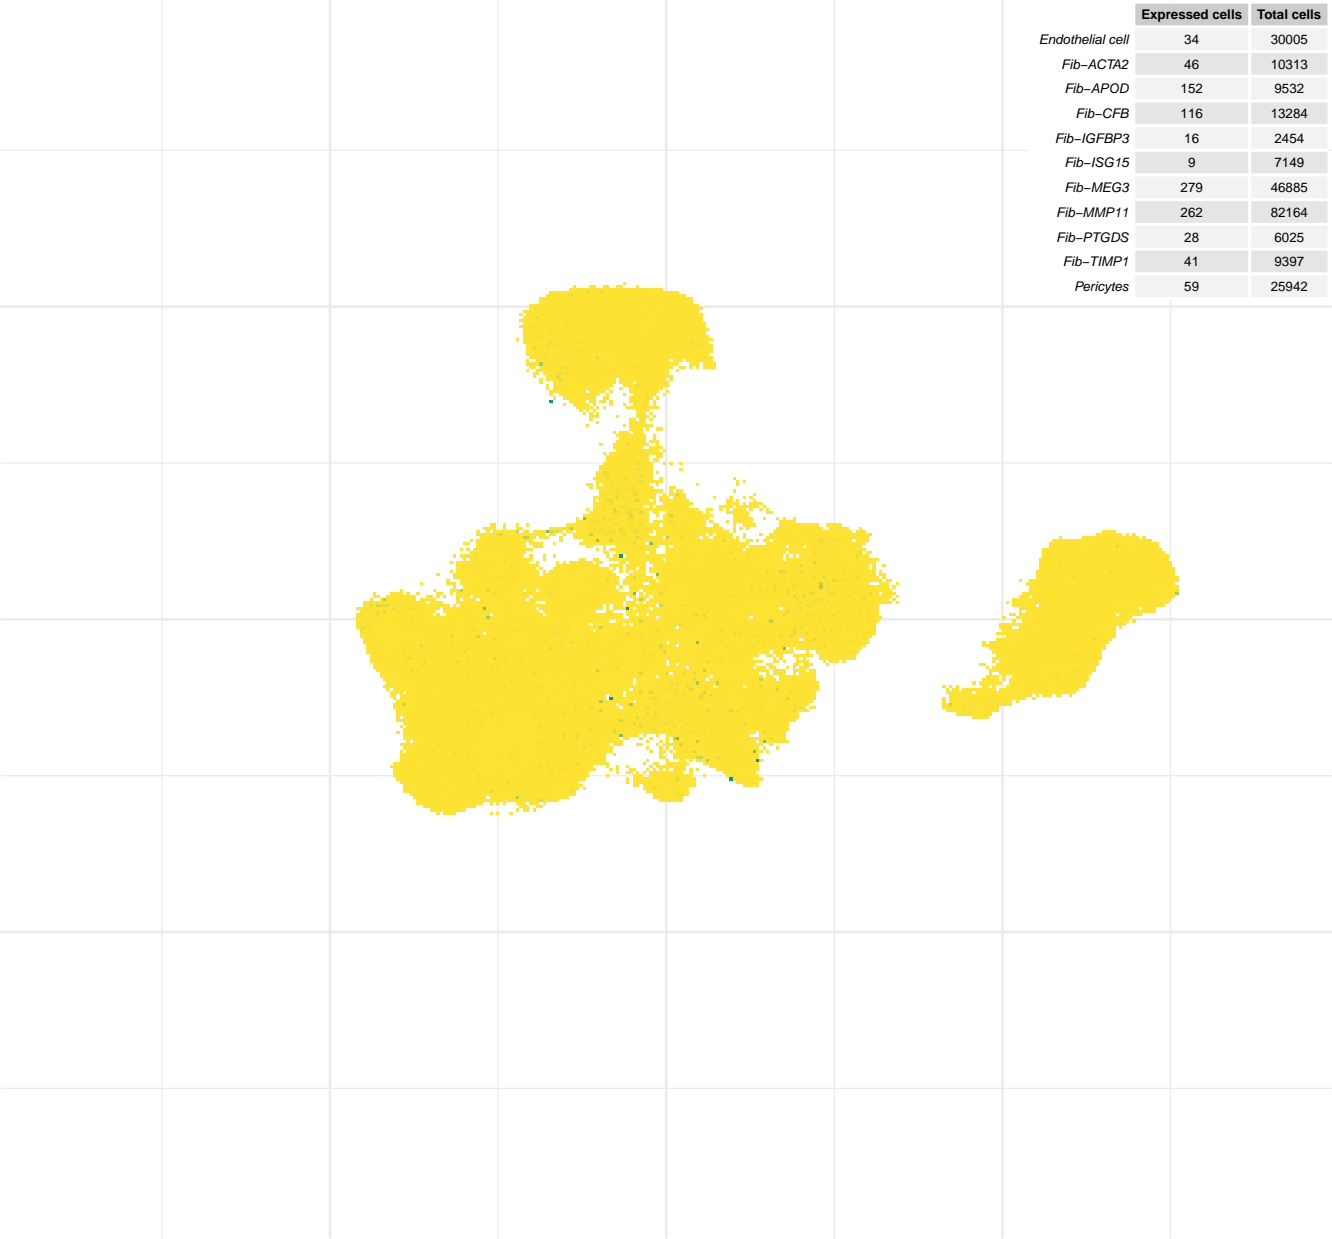 Expressed cells Total cells
Endothelial cell 34 30005
Fib−ACTA2 46 10313
Fib−APOD 152 9532
Fib−CFB 116 13284
Fib−IGFBP3 16 2454
Fib−ISG15 9 7149
Fib−MEG3 279 46885
Fib−MMP11 262 82164
Fib−PTGDS 28 6025
Fib−TIMP1 41 9397
Pericytes 59 25942